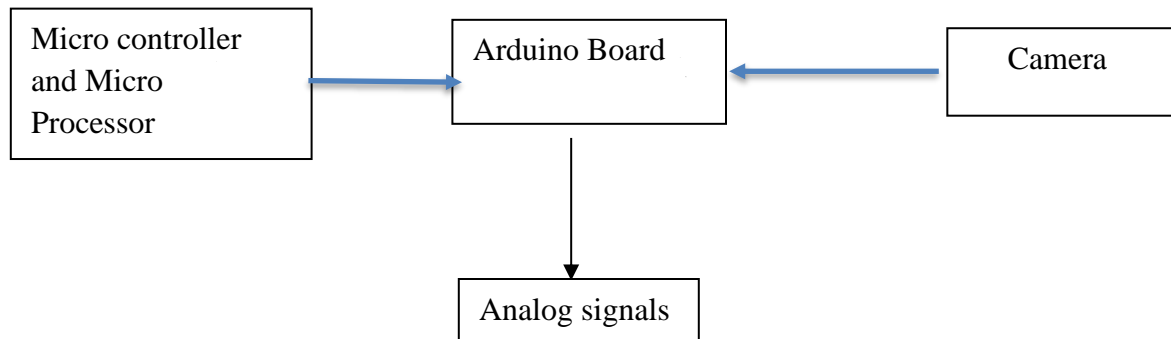 Micro controller
and Micro
Processor
Arduino Board
Camera
Analog signals